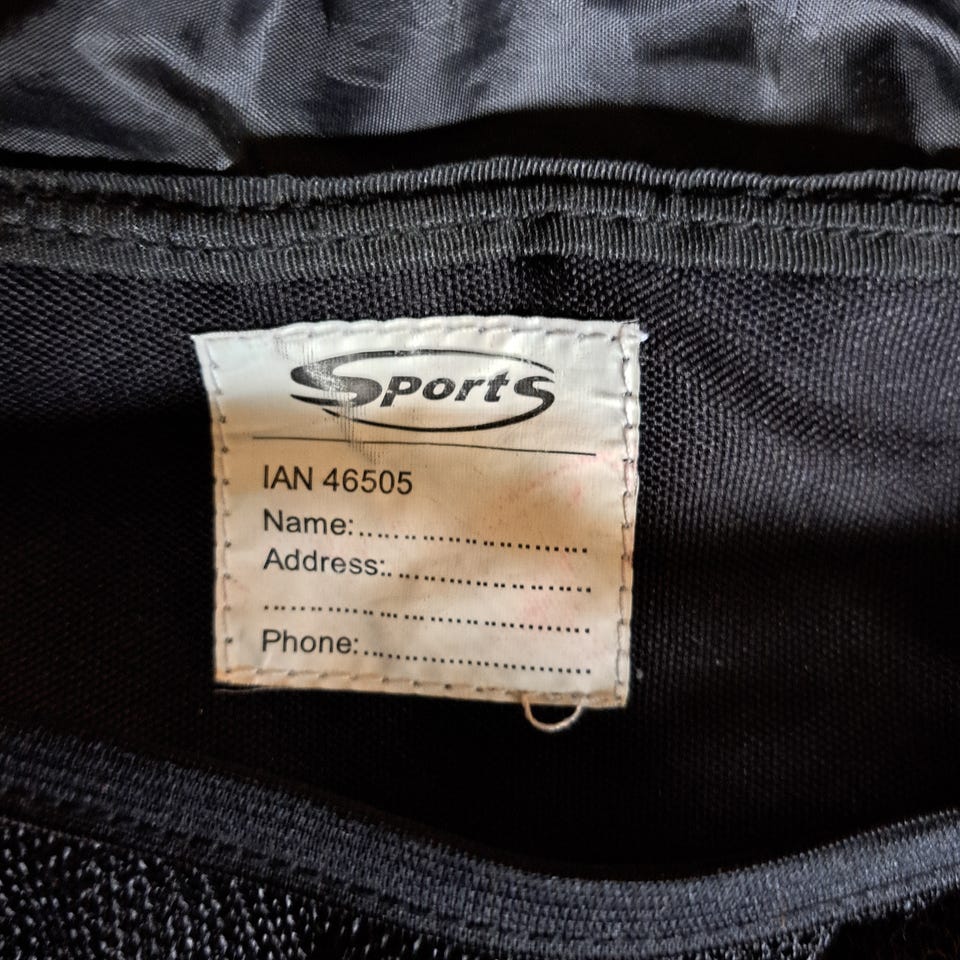 Sports
IAN 46505
Name:..........................
Address:.......................
....................................
Phone:.........................